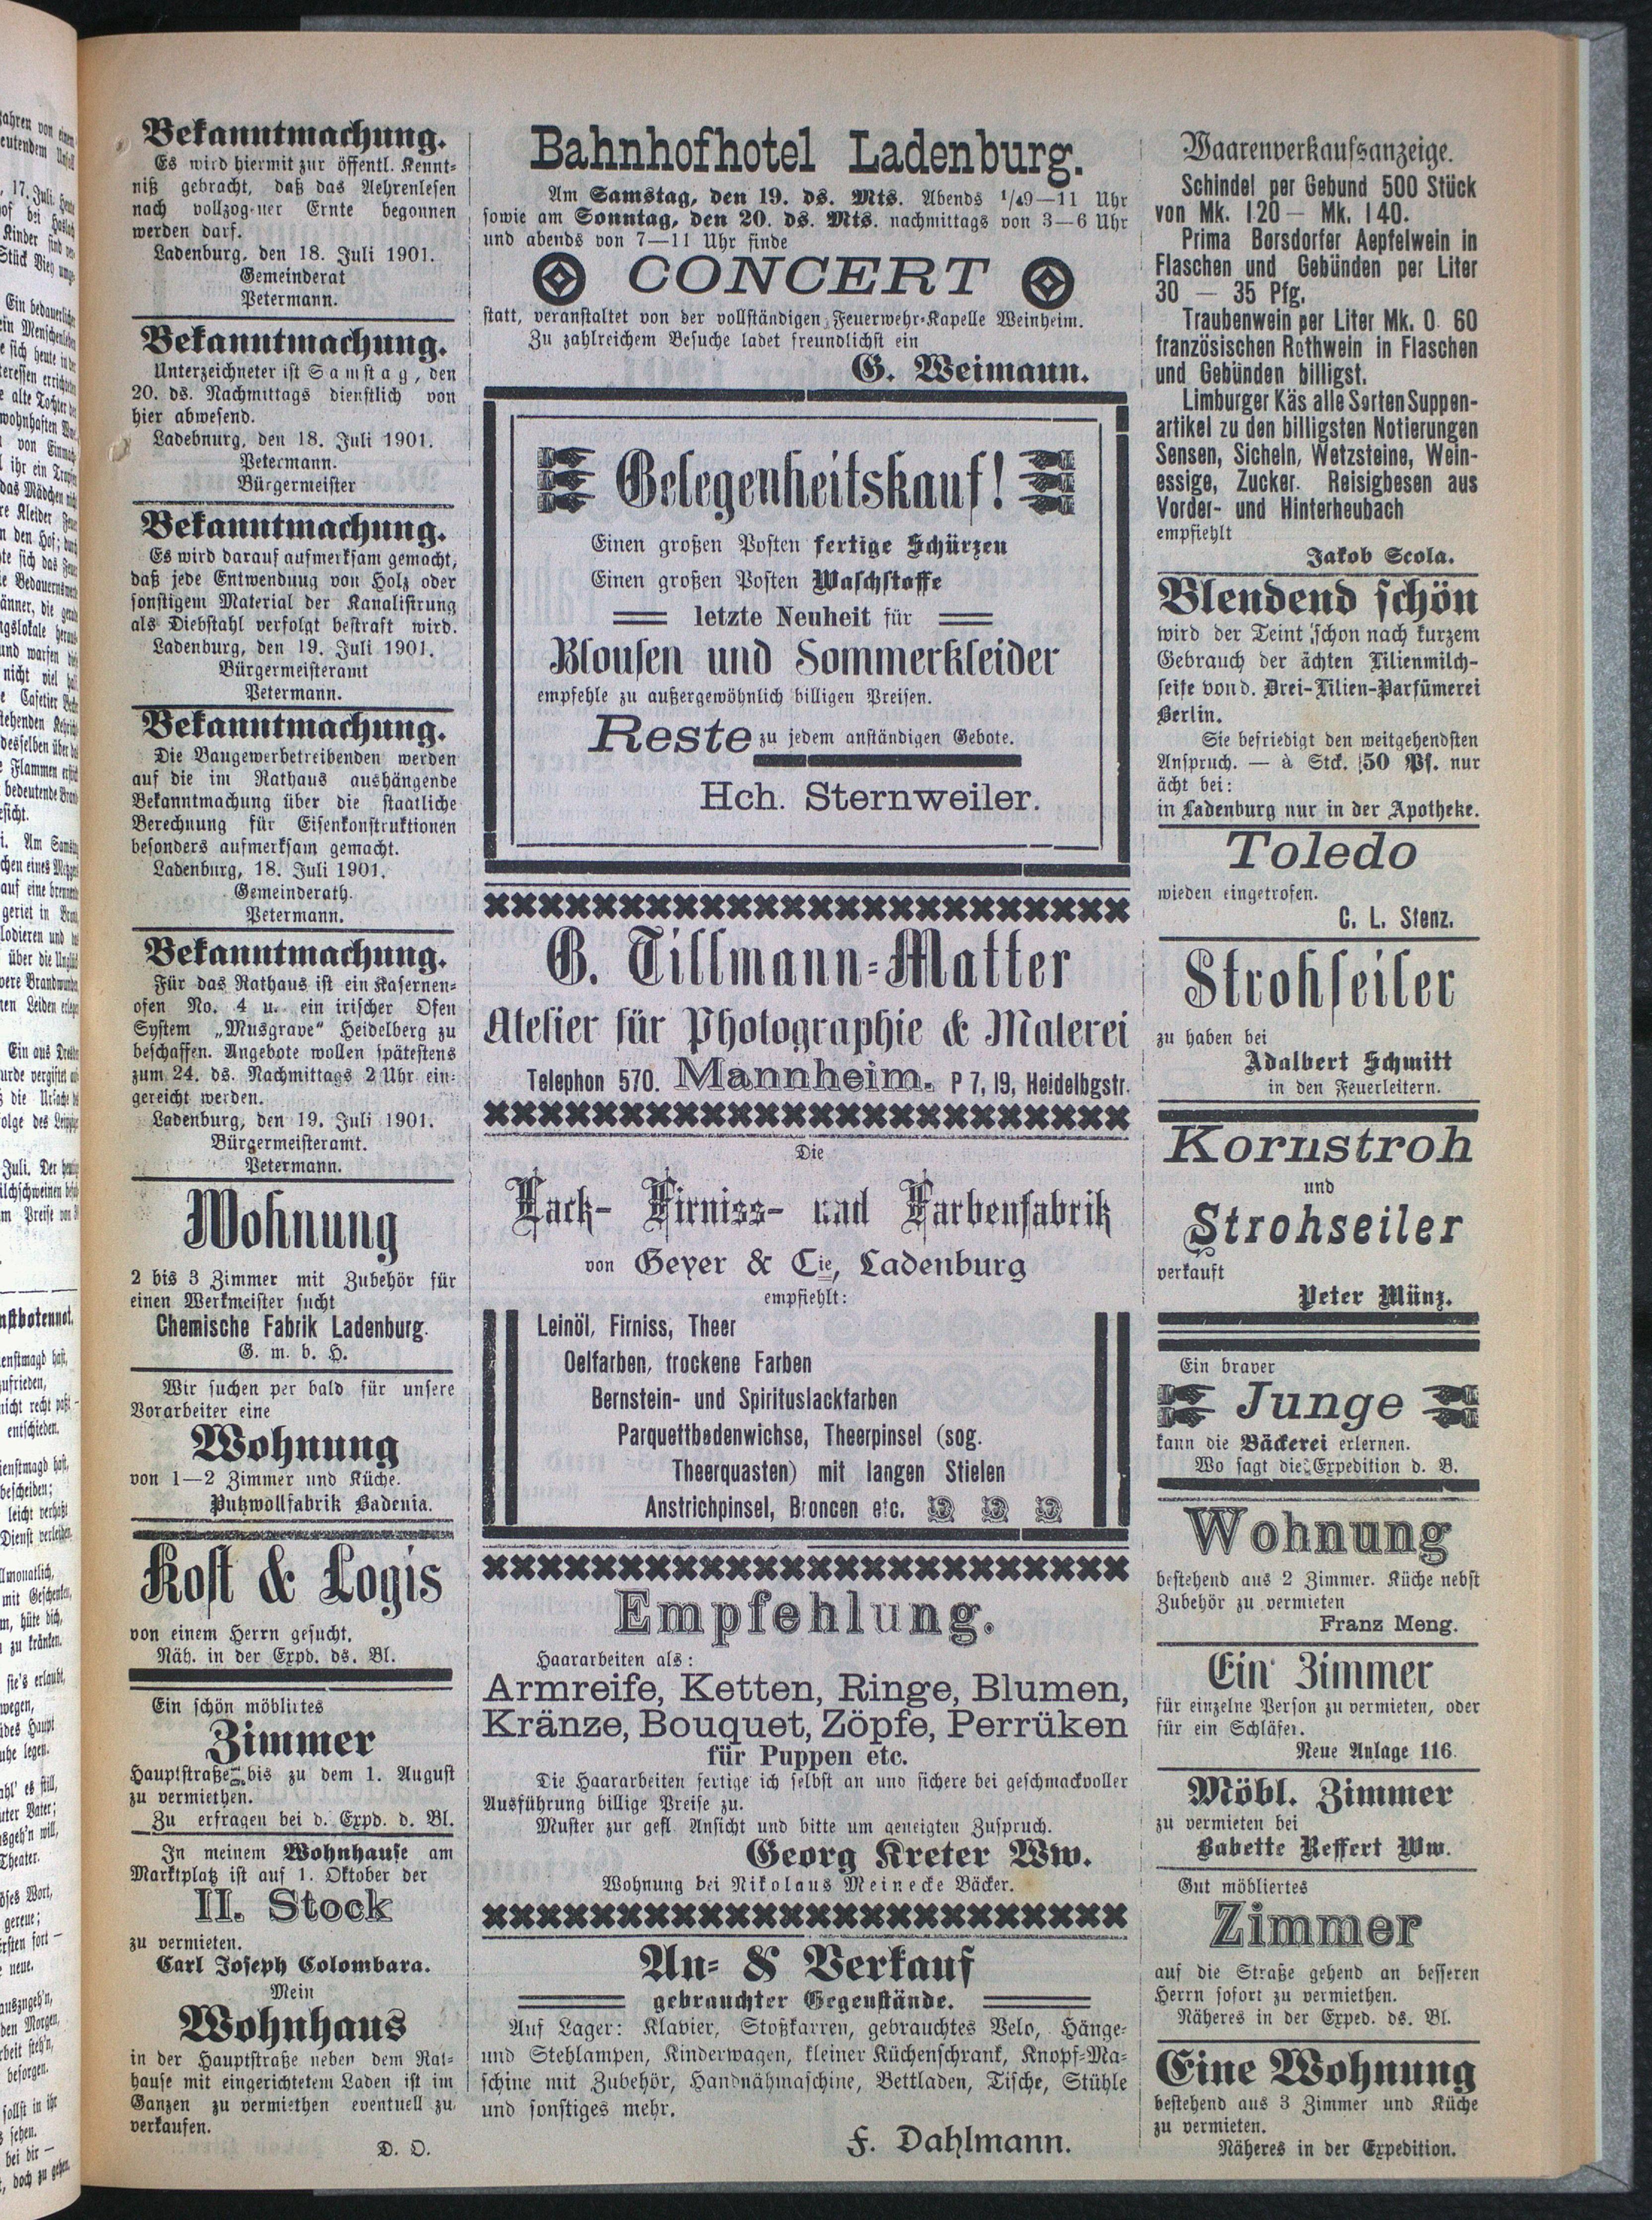 Bekanntmachung.
Es wird hiermit zur öffentl. Kennt-
niß gebracht, daß das Aehrenlesen
nach vollzogener Ernte begonnen
werden darf.
Ladenburg, den 18. Juli 1901.
Gemeinderat
Petermann.
Bekanntmachung.
Unterzeichneter ist Samstag, den
20. ds. Nachmittags dienstlich von
hier abwesend.
Ladebnurg, den 18. Juli 1901.
Petermann.
Bürgermeister
Bekanntmachung.
Es wird darauf aufmerksam gemacht,
daß jede Entwendung von Holz oder
sonstigem Material der Kanalisirung
als Diebstahl verfolgt bestraft wird.
Ladenburg, den 19. Juli 1901.
Bürgermeisteramt
Petermann.
Bekanntmachung.
Die Baugewerbetreibenden werden
auf die im Rathaus aushängende
Bekanntmachung über die staatliche
Berechnung für Eisenkonstruktionen
besonders aufmerksam gemacht.
Ladenburg, 18. Juli 1901.
Gemeinderath.
Petermann.
Bekanntmachung.
Für das Rathaus ist ein Kasernen-
ofen No. 4 u. ein irischer Ofen
System „Musgrave“ Heidelberg zu
beschaffen. Angebote wollen spätestens
zum 24. ds. Nachmittags 2 Uhr ein-
gereicht werden.
Ladenburg, den 19. Juli 1901.
Bürgermeisteramt.
Petermann.
Wohnung
2 bis 3 Zimmer mit Zubehör für
einen Werkmeister sucht
Chemische Fabrik Ladenburg.
G. m. b. H.
Wir suchen per bald für unsere
Vorarbeiter eine
Wohnung
von 1—2 Zimmer und Küche.
Putzwollfabrik Badenia.
Kost & Logis
von einem Herrn gesucht.
Näh. in der Expd. ds. Bl.
Ein schön möblirtes
Zimmer
Hauptstraße bis zu dem 1. August
zu vermiethen.
Zu erfragen bei d. Expd. d. Bl.
In meinem Wohnhause am
Marktplatz ist auf 1. Oktober der
II. Stock
zu vermieten.
Carl Joseph Colombara.
Mein
Wohnhaus
in der Hauptstraße neben dem Rat-
hause mit eingerichtetem Laden ist im
Ganzen zu vermiethen eventuell zu
verkaufen.
D. O.
Bahnhofhotel Ladenburg.
Am Samstag, den 19. ds. Mts. Abends 1/49—11 Uhr
sowie am Sonntag, den 20. ds. Mts. nachmittags von 3—6 Uhr
und abends von 7—11 Uhr finde
CONCERT
statt, veranstaltet von der vollständigen Feuerwehr-Kapelle Weinheim.
Zu zahlreichem Besuche ladet freundlichst ein
G. Weimann.
Gelegenheitskauf!
Einen großen Posten fertige Schürzen
Einen großen Posten Waschstoffe
letzte Neuheit für
Blousen und Sommerkleider
empfehle zu außergewöhnlich billigen Preisen.
Reste zu jedem anständigen Gebote.
Hch. Sternweiler.
G. Tillmann-Matter
Atelier für Photographie & Malerei
Telephon 570. Mannheim. P 7, 19, Heidelbgstr.
Die
Lack- Firniss- und Farbenfabrik
von Geyer & Cie, Ladenburg
empfiehlt:
Leinöl, Firniss, Theer
Oelfarben, trockene Farben
Bernstein- und Spirituslackfarben
Parquettbodenwichse, Theerpinsel (sog.
Theerquasten) mit langen Stielen
Anstrichpinsel, Broncen etc.
Empfehlung.
Haararbeiten als:
Armreife, Ketten, Ringe, Blumen,
Kränze, Bouquet, Zöpfe, Perrüken
für Puppen etc.
Die Haararbeiten fertige ich selbst an und sichere bei geschmackvoller
Ausführung billige Preise zu.
Muster zur gefl. Ansicht und bitte um geneigten Zuspruch.
Georg Kreter Ww.
Wohnung bei Nikolaus Meinecke Bäcker.
An- & Verkauf
gebrauchter Gegenstände.
Auf Lager: Klavier, Stoßkarren, gebrauchtes Velo, Hänge-
und Stehlampen, Kinderwagen, kleiner Küchenschrank, Knopf-Ma-
schine mit Zubehör, Handnähmaschine, Bettladen, Tische, Stühle
und sonstiges mehr.
F. Dahlmann.
Waarenverkaufsanzeige.
Schindel per Gebund 500 Stück
von Mk. 1 20 — Mk. 1 40.
Prima Borsdorfer Aepfelwein in
Flaschen und Gebünden per Liter
30 — 35 Pfg.
Traubenwein per Liter Mk. 0 60
französischen Rothwein in Flaschen
und Gebünden billigst.
Limburger Käs alle Sorten Suppen-
artikel zu den billigsten Notierungen
Sensen, Sicheln, Wetzsteine, Wein-
essige, Zucker. Reisigbesen aus
Vorder- und Hinterheubach
empfiehlt
Jakob Scola.
Blendend schön
wird der Teint schon nach kurzem
Gebrauch der ächten Lilienmilch-
seife von d. Drei-Lilien-Parfümerei
Berlin.
Sie befriedigt den weitgehendsten
Anspruch. — à Stck. 50 Pf. nur
ächt bei:
in Ladenburg nur in der Apotheke.
Toledo
wieden eingetrofen.
C. L. Stenz.
Strohseiler
zu haben bei
Adalbert Schmitt
in den Feuerleitern.
Kornstroh
und
Strohseiler
verkauft
Peter Münz.
Ein braver
Junge
kann die Bäckerei erlernen.
Wo sagt die Expedition d. B.
Wohnung
bestehend aus 2 Zimmer. Küche nebst
Zubehör zu vermieten
Franz Meng.
Ein Zimmer
für einzelne Person zu vermieten, oder
für ein Schläfer.
Neue Anlage 116.
Möbl. Zimmer
zu vermieten bei
Babette Reffert Ww.
Gut möbliertes
Zimmer
auf die Straße gehend an besseren
Herrn sofort zu vermiethen.
Näheres in der Exped. ds. Bl.
Eine Wohnung
bestehend aus 3 Zimmer und Küche
zu vermieten.
Näheres in der Expedition.